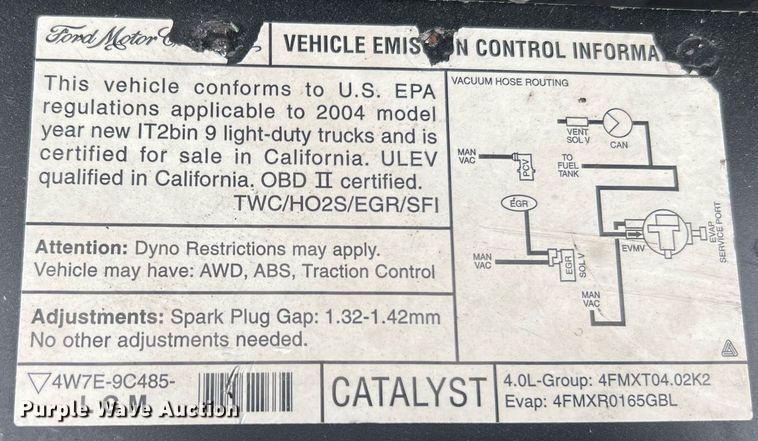 Ford Motor
VEHICLE EMISSION CONTROL INFORMA
This vehicle conforms to U.S. EPA
regulations applicable to 2004 model
year new lT2bin 9 light-duty trucks and is
certified for sale in California. ULEV
qualified in California. OBD II certified.
TWC/HO2S/EGR/SFI
Attention: Dyno Restrictions may apply.
Vehicle may have: AWD, ABS, Traction Control
Adjustments: Spark Plug Gap: 1.32-1.42mm
No other adjustments needed.
VACUUM HOSE ROUTING
VENT
SOL V
CAN
MAN
VAC
PCV
TO
FUEL
TANK
EGR
EVAP
SERVICE PORT
EVMV
MAN
VAC
EGR
SOL V
MAN
VAC
▽4W7E-9C485-
LQM
CATALYST
4.0L-Group: 4FMXT04.02K2
Evap: 4FMXR0165GBL
Purple Wave Auction